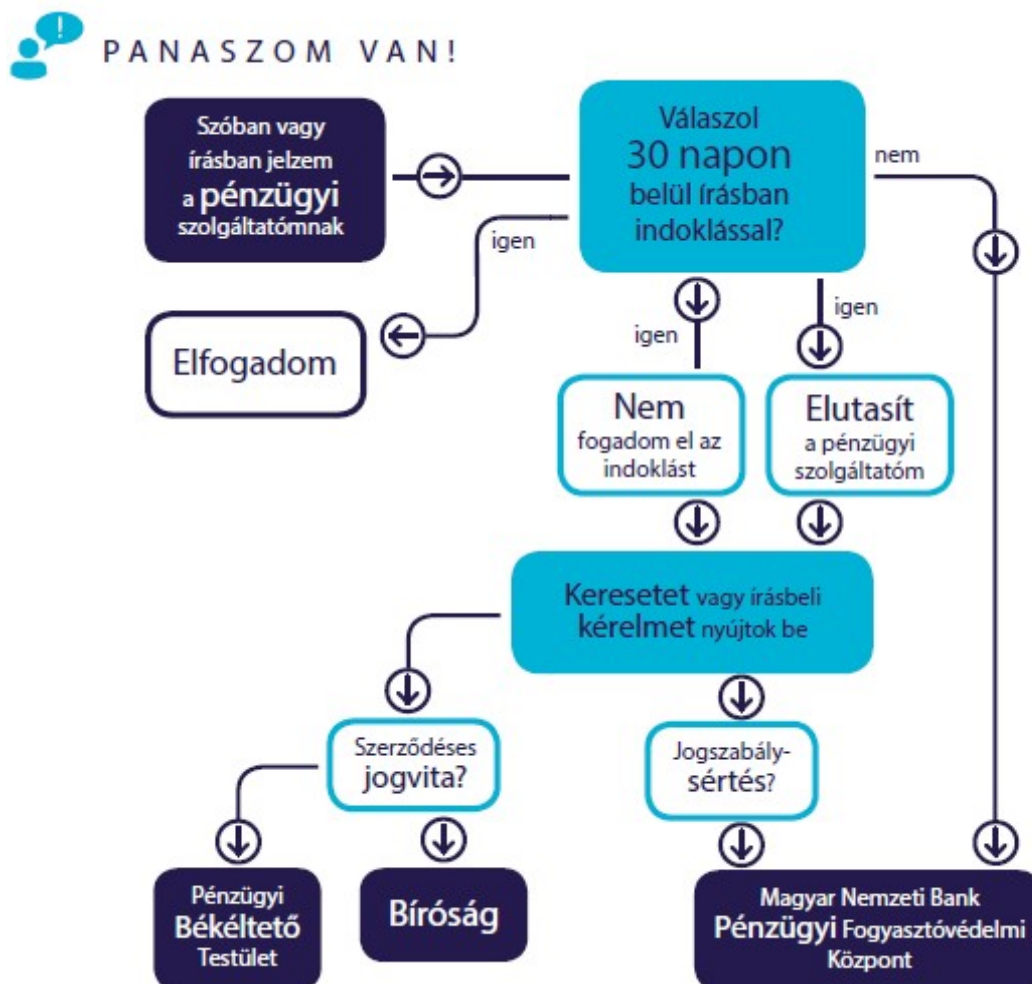 PANASZOM VAN!
Szóban vagy
írásban jelzem
a pénzügyi
szolgáltatómnak
Válaszol
30 napon
belül írásban
indoklással?
nem
igen
Elfogadom
igen
igen
Nem
fogadom el az
indoklást
Elutasít
a pénzügyi
szolgáltatóm
Keresetet vagy írásbeli
kérelmet nyújtok be
Szerződéses
jogvita?
Jogszabály-
sértés?
Pénzügyi
Békéltető
Testület
Bíróság
Magyar Nemzeti Bank
Pénzügyi Fogyasztóvédelmi
Központ